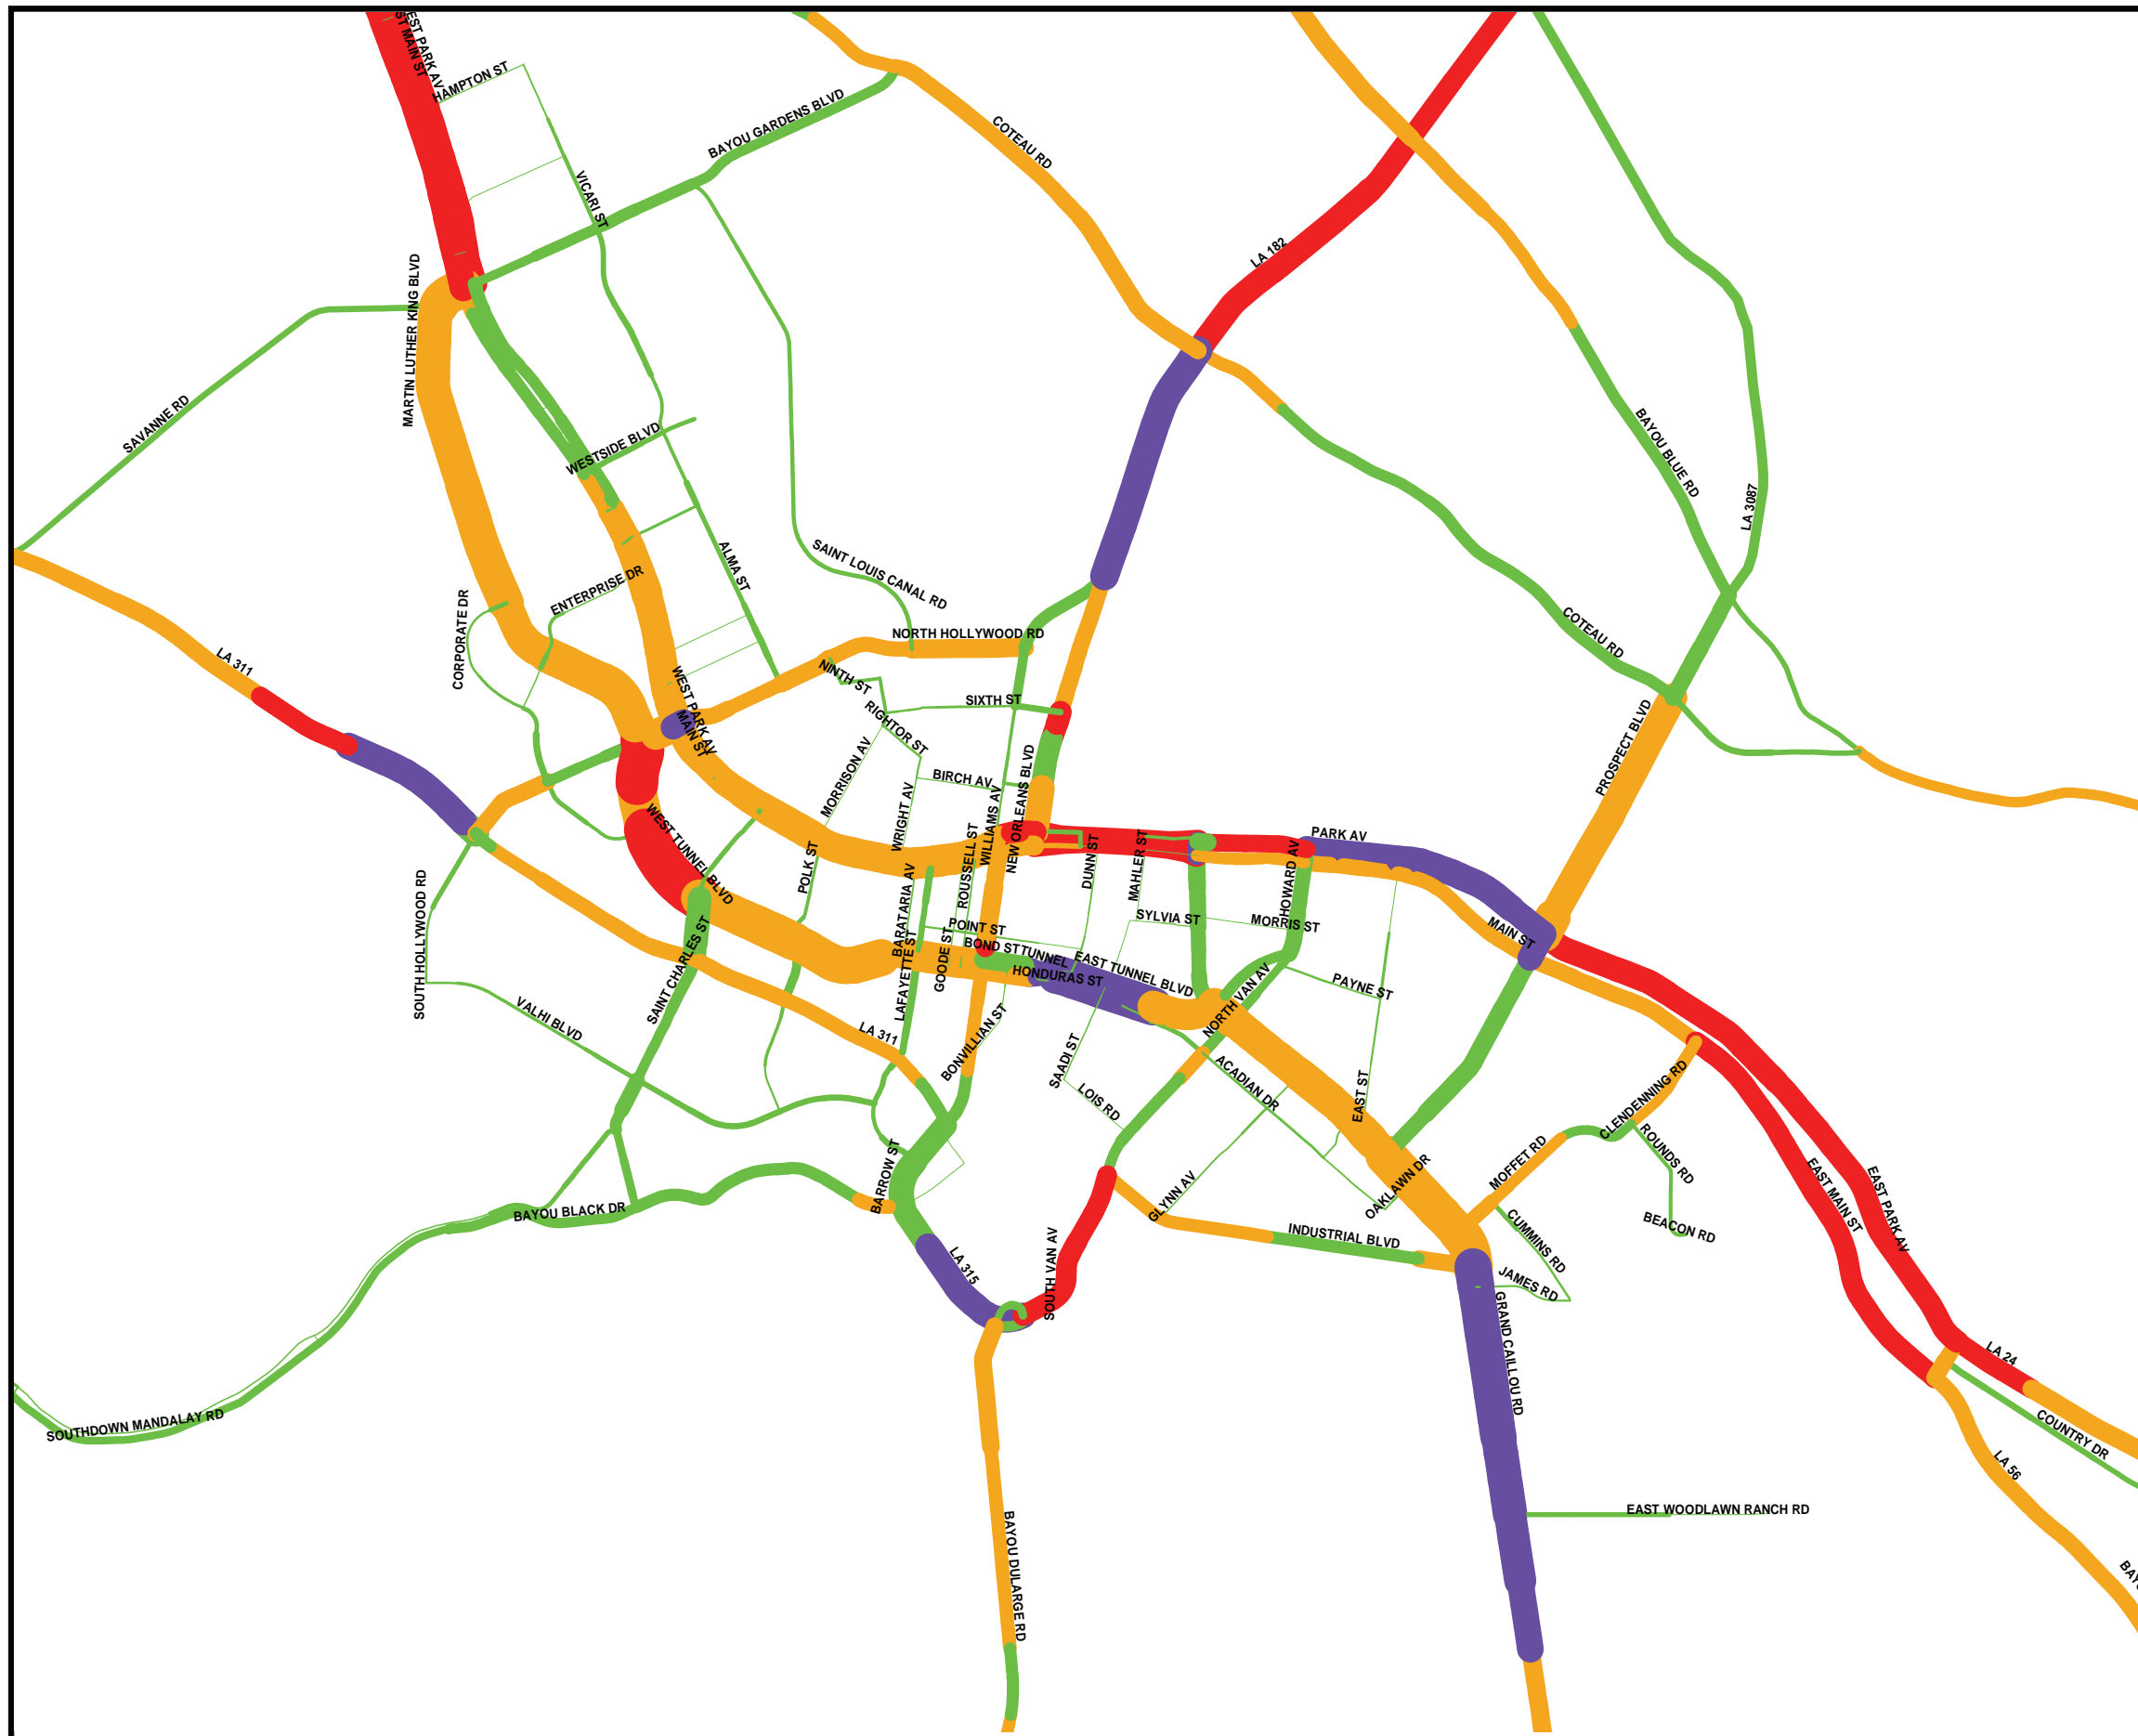 WEST PARK AV
ST MAIN ST
HAMPTON ST
BAYOU GARDENS BLVD
COTEAU RD
VICARI ST
LA 182
MARTIN LUTHER KING BLVD
SAVANNE RD
WESTSIDE BLVD
BAYOU BLUE RD
LA 3087
ALMA ST
SAINT LOUIS CANAL RD
ENTERPRISE DR
CORPORATE DR
NORTH HOLLYWOOD RD
COTEAU RD
LA 311
NINTH ST
SIXTH ST
WEST PARK AV
MAIN ST
RIGHTOR ST
PROSPECT BLVD
MORRISON AV
BIRCH AV
NEW ORLEANS BLVD
WRIGHT AV
WILLIAMS AV
ROUSSELL ST
PARK AV
WEST TUNNEL BLVD
POLK ST
DUNN ST
MAHLER ST
HOWARD AV
BARATARIA AV
SOUTH HOLLYWOOD RD
SYLVIA ST
MORRIS ST
MAIN ST
POINT ST
SAINT CHARLES ST
LAFAYETTE ST
GOODE ST
BOND ST
TUNNEL
EAST TUNNEL BLVD
HONDURAS ST
NORTH VAN AV
PAYNE ST
VALHI BLVD
LA 311
BONVILLIAN ST
SAADI ST
LOIS RD
ACADIAN DR
EAST ST
CLENDENNING RD
ROUNDS RD
MOFFET RD
BARROW ST
BAYOU BLACK DR
GLYNN AV
OAKLAWN DR
EAST MAIN ST
EAST PARK AV
BEACON RD
CUMMINS RD
INDUSTRIAL BLVD
LA 315
SOUTH VAN AV
JAMES RD
GRAND CAILLOU RD
LA 24
SOUTHDOWN MANDALAY RD
COUNTRY DR
LA 56
EAST WOODLAWN RANCH RD
BAYOU DULARGE RD